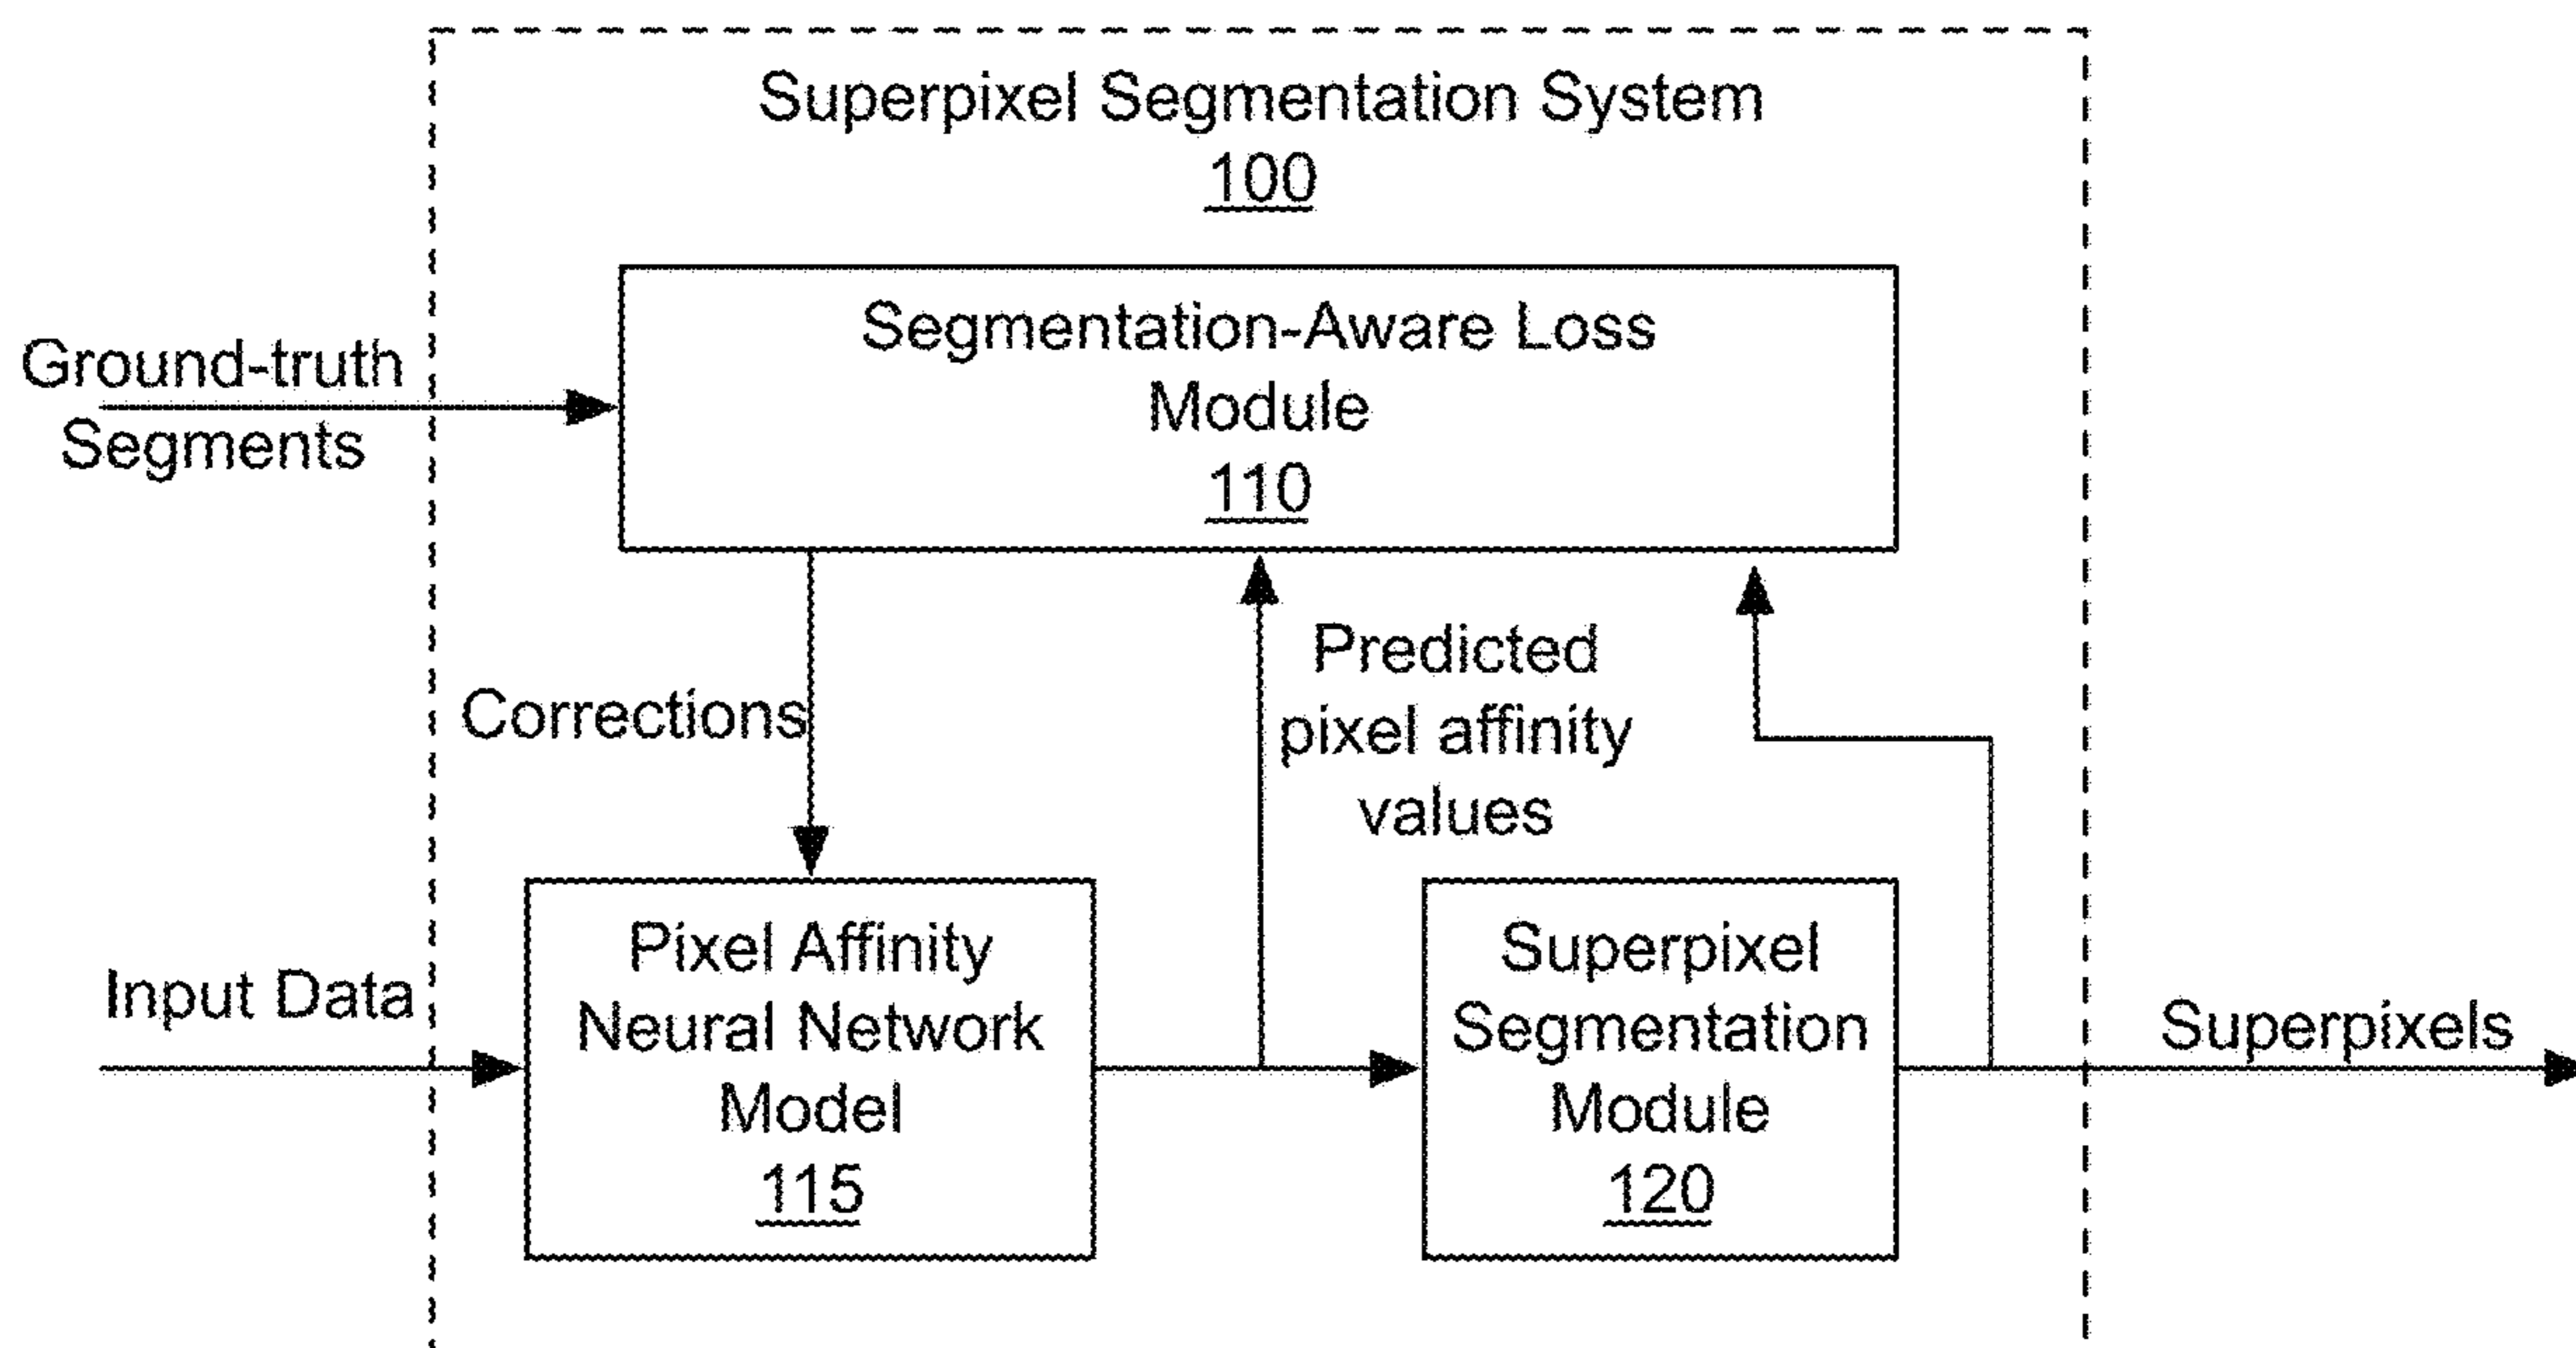 Superpixel Segmentation System
100
Segmentation-Aware Loss
Module
110
Ground-truth
Segments
Corrections
Predicted
pixel affinity
values
Input Data
Pixel Affinity
Neural Network
Model
115
Superpixel
Segmentation
Module
120
Superpixels